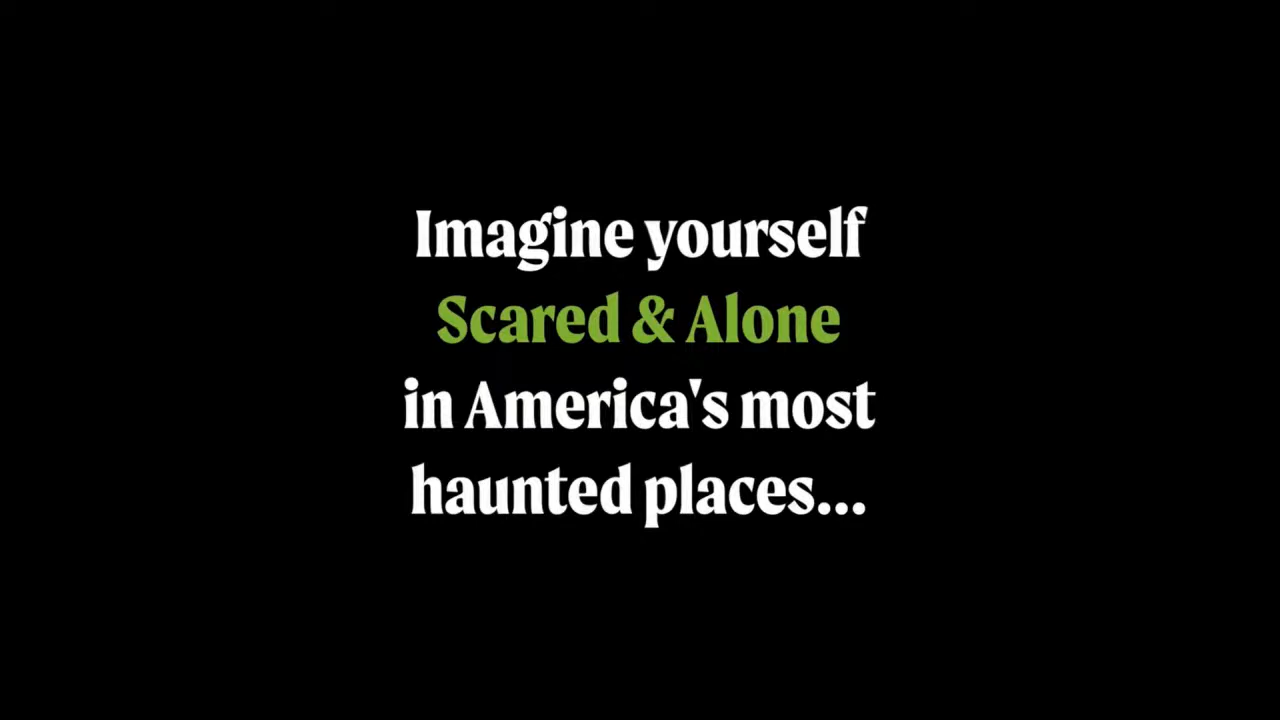 Imagine yourself
Scared & Alone
in America's most
haunted places...